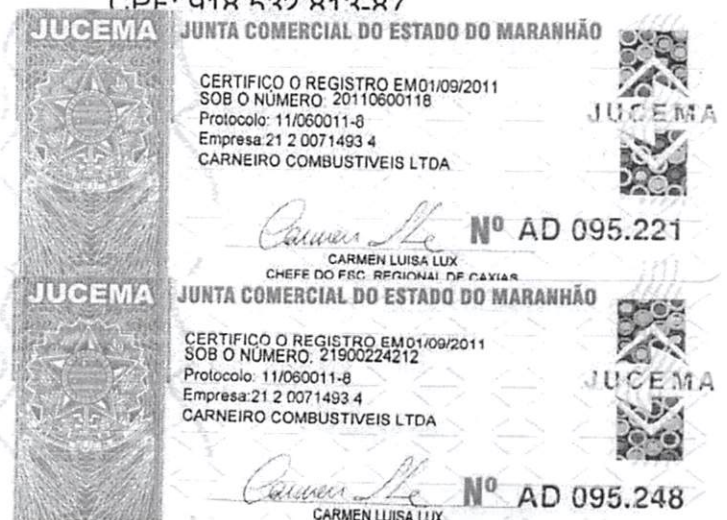 CPF: 918.532.813-87
JUCEMA JUNTA COMERCIAL DO ESTADO DO MARANHÃO
CERTIFICO O REGISTRO EM01/09/2011
SOB O NÚMERO: 20110600118
Protocolo: 11/060011-8
Empresa:21 2 0071493 4
CARNEIRO COMBUSTIVEIS LTDA
JUCEMA
Nº AD 095.221
CARMEN LUISA LUX
CHEFE DO ESC. REGIONAL DE CAXIAS
JUCEMA JUNTA COMERCIAL DO ESTADO DO MARANHÃO
CERTIFICO O REGISTRO EM01/09/2011
SOB O NÚMERO: 21900224212
Protocolo: 11/060011-8
Empresa:21 2 0071493 4
CARNEIRO COMBUSTIVEIS LTDA
JUCEMA
Nº AD 095.248
CARMEN LUISA LUX